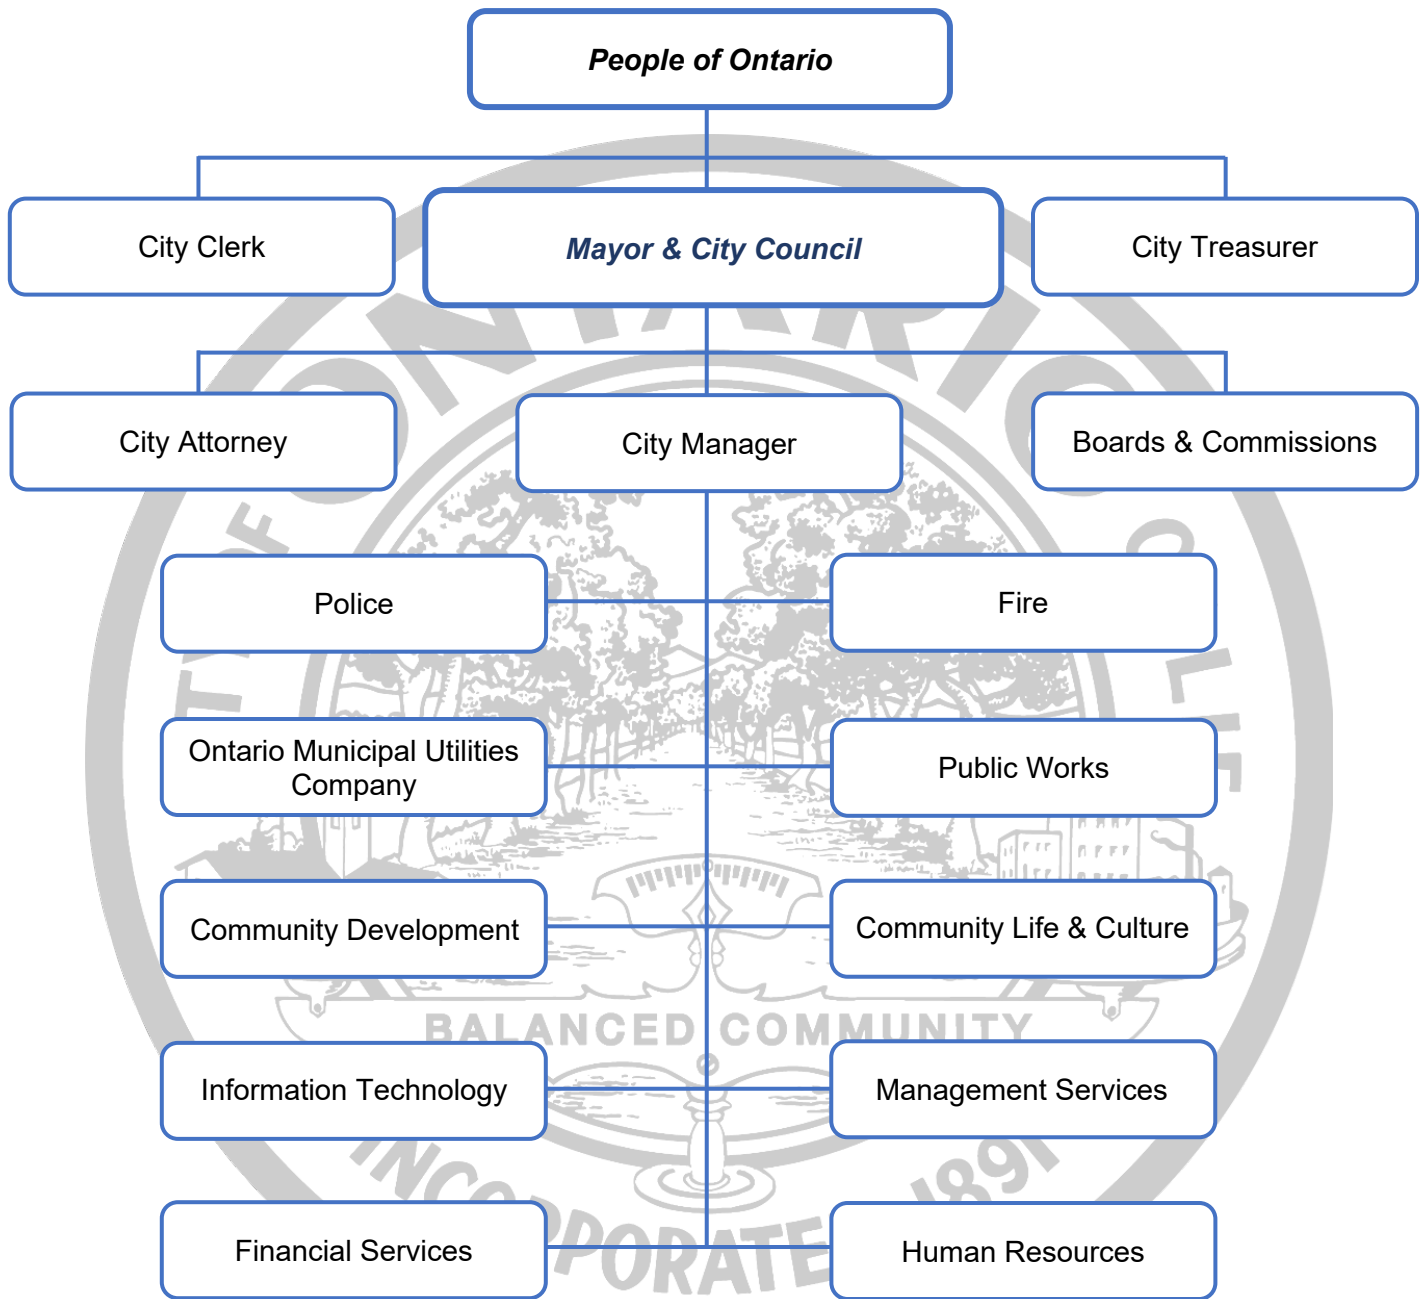 People of Ontario
City Clerk
Mayor & City Council
City Treasurer
City Attorney
City Manager
Boards & Commissions
Police
Fire
Ontario Municipal Utilities
Company
Public Works
Community Development
Community Life & Culture
BALANCED COMMUNITY
Information Technology
Management Services
Financial Services
Human Resources